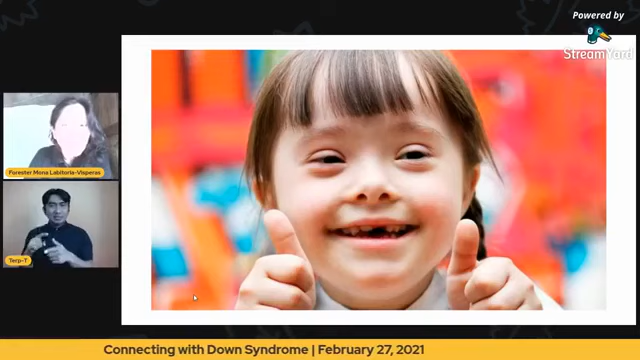 Powered by
StreamYard
Forester Mona Labitoria-Visperas
Terp-T
Connecting with Down Syndrome | February 27, 2021